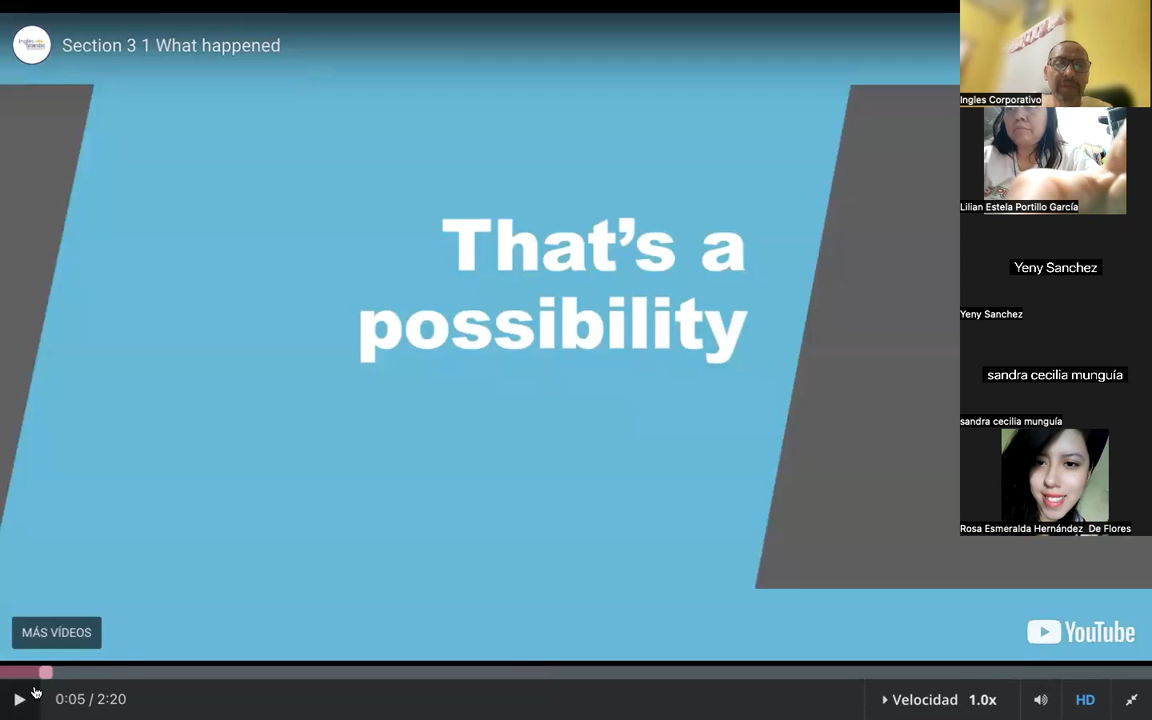 Section 3 1 What happened
That's a
possibility
MÁS VÍDEOS
YouTube
0:05 / 2:20
Velocidad 1.0x
HD
Ingles Corporativo
Lilian Estela Portillo García
Yeny Sanchez
Yeny Sanchez
sandra cecilia munguía
sandra cecilia munguía
Rosa Esmeralda Hernández De Flores